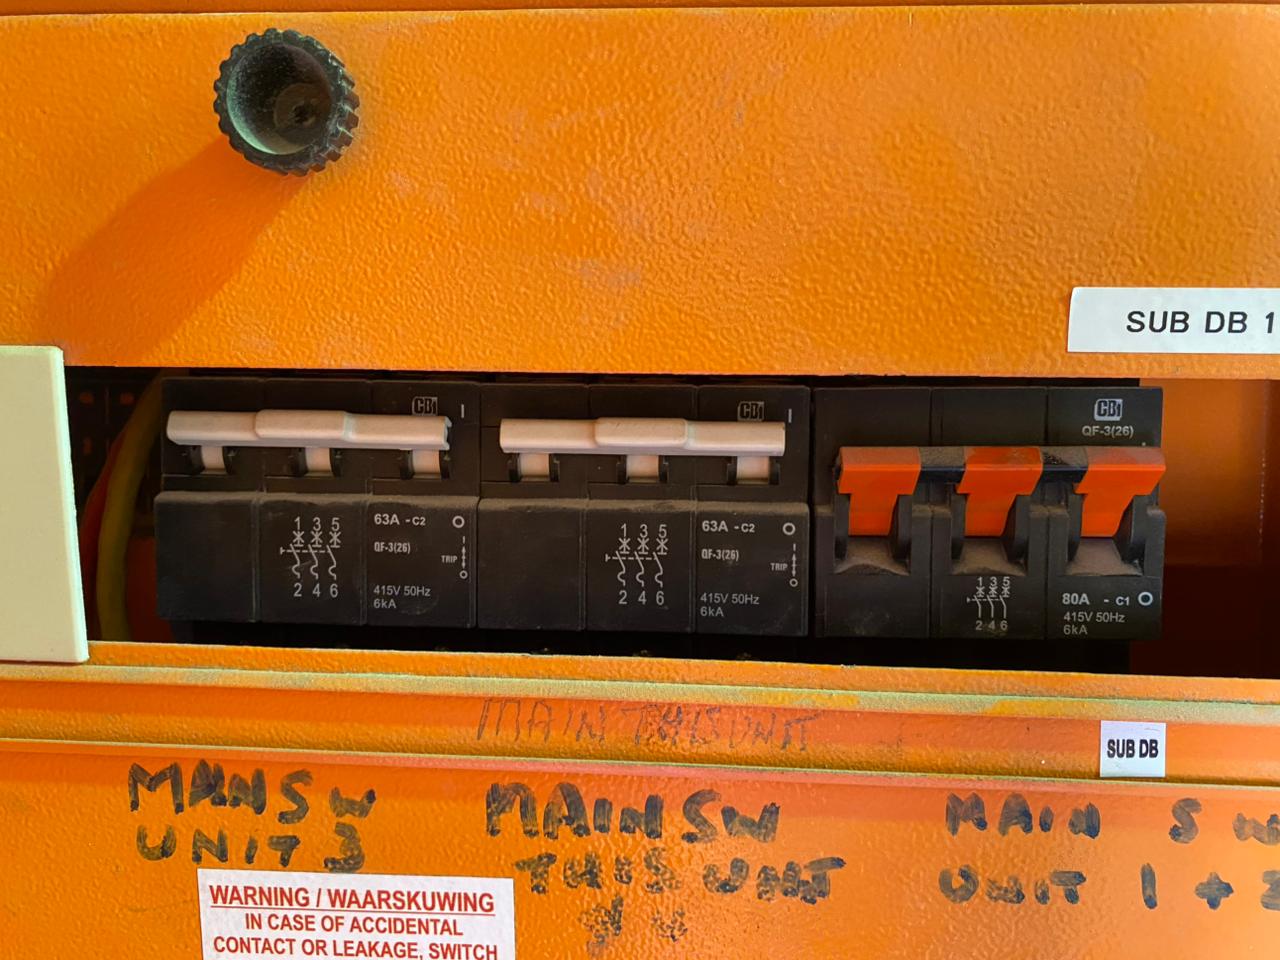 SUB DB 1
CBI
I
CBI
I
CBI
QF-3(26)
1 3 5
2 4 6
63A - C2
QF-3(26)
TRIP
415V 50Hz
6kA
1 3 5
2 4 6
63A - C2
QF-3(26)
TRIP
415V 50Hz
6kA
1 3 5
2 4 6
80A - C1
415V 50Hz
6kA
MAIN THIS UNIT
SUB DB
MAIN SW
UNIT 3
MAIN SW
THIS UNIT
MAIN S W
UNIT 1 +
WARNING / WAARSKUWING
IN CASE OF ACCIDENTAL
CONTACT OR LEAKAGE, SWITCH